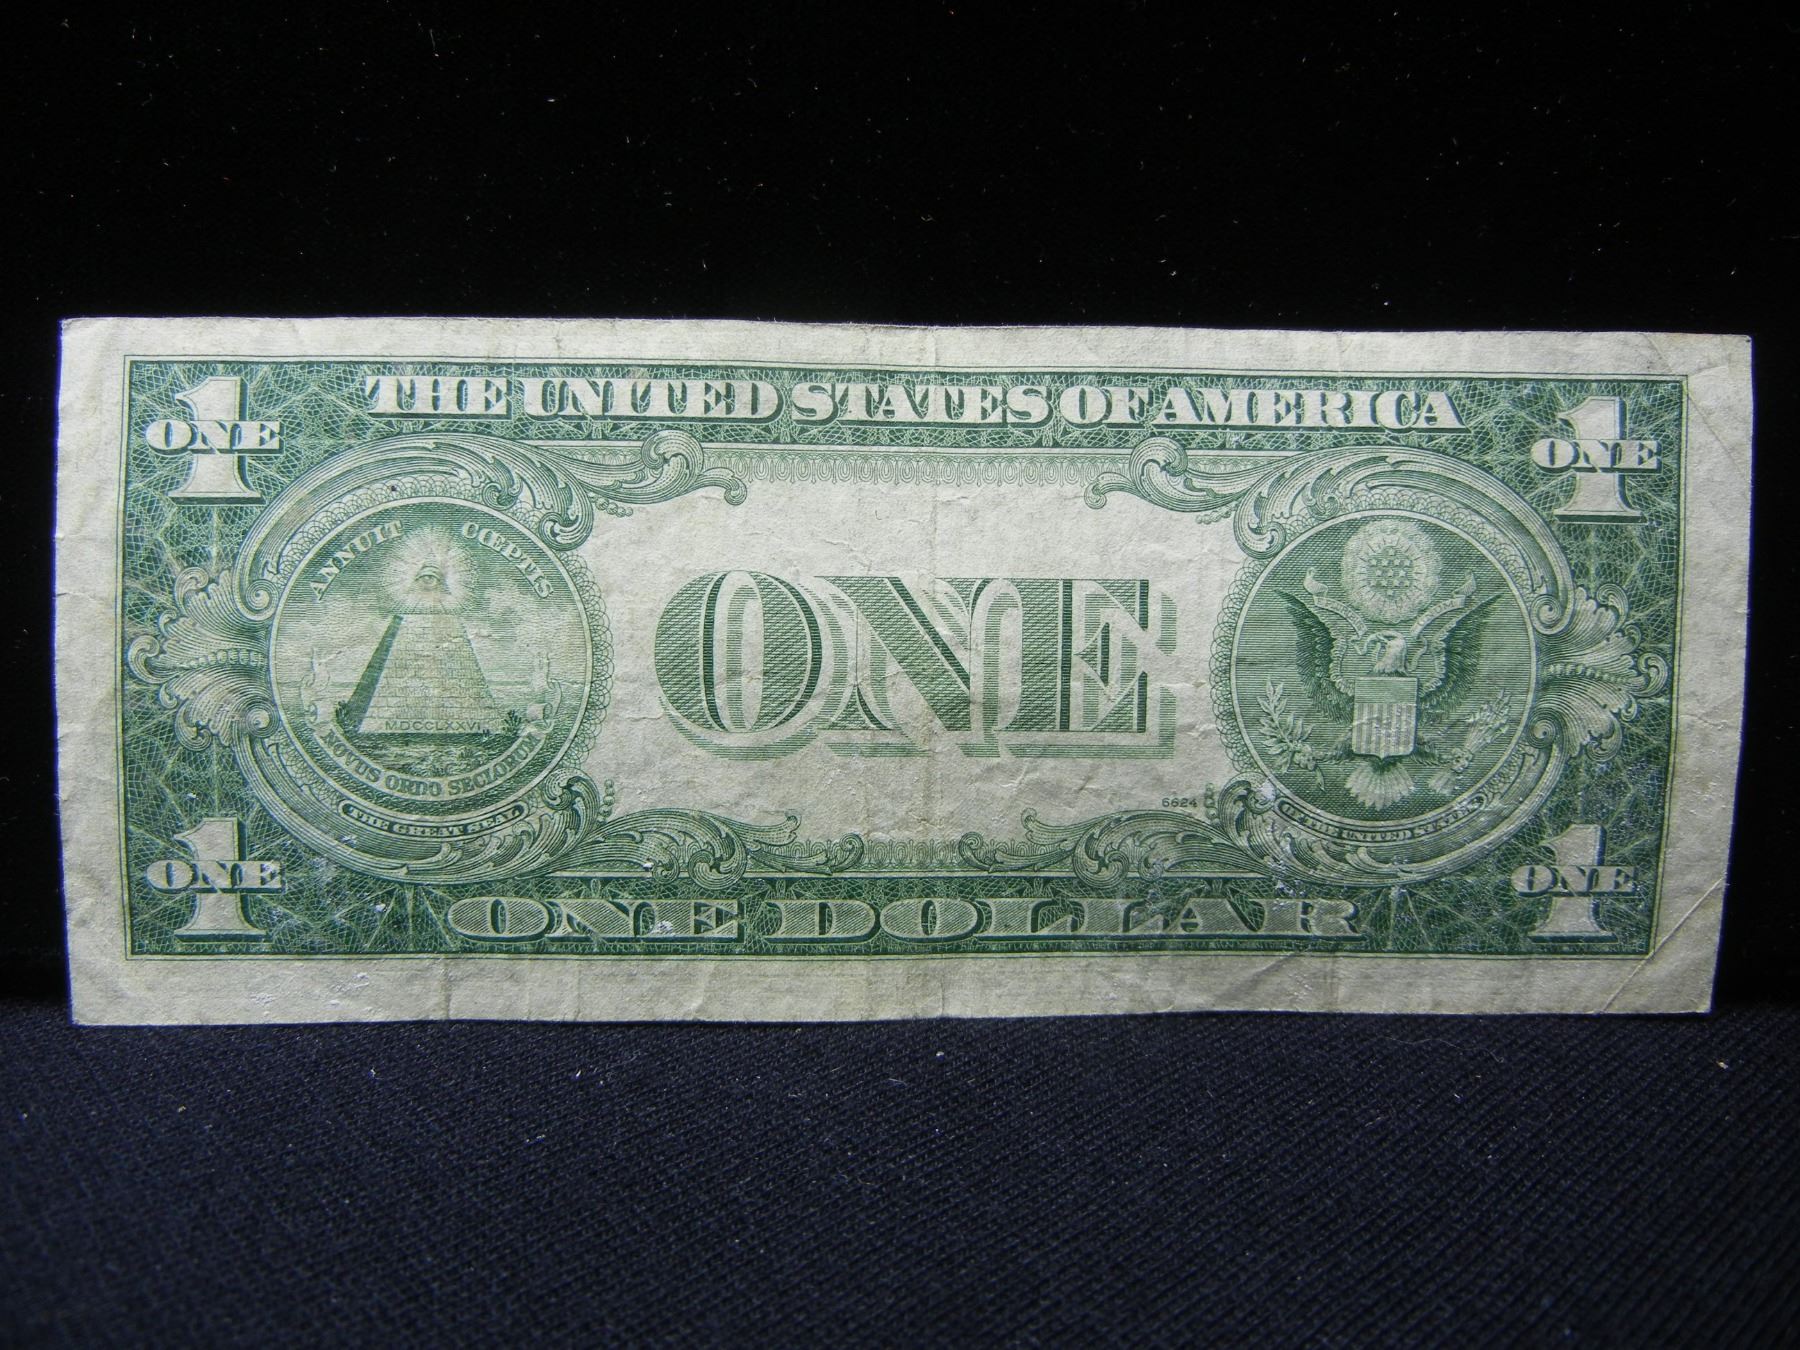 THE UNITED STATES OF AMERICA
1
ONE
1
ONE
ANNUIT CŒPTIS
MDCCLXXVI
NOVUS ORDO SECLORUM
THE GREAT SEAL
ONE
6624
OF THE UNITED STATES
1
ONE
1
ONE
ONE DOLLAR